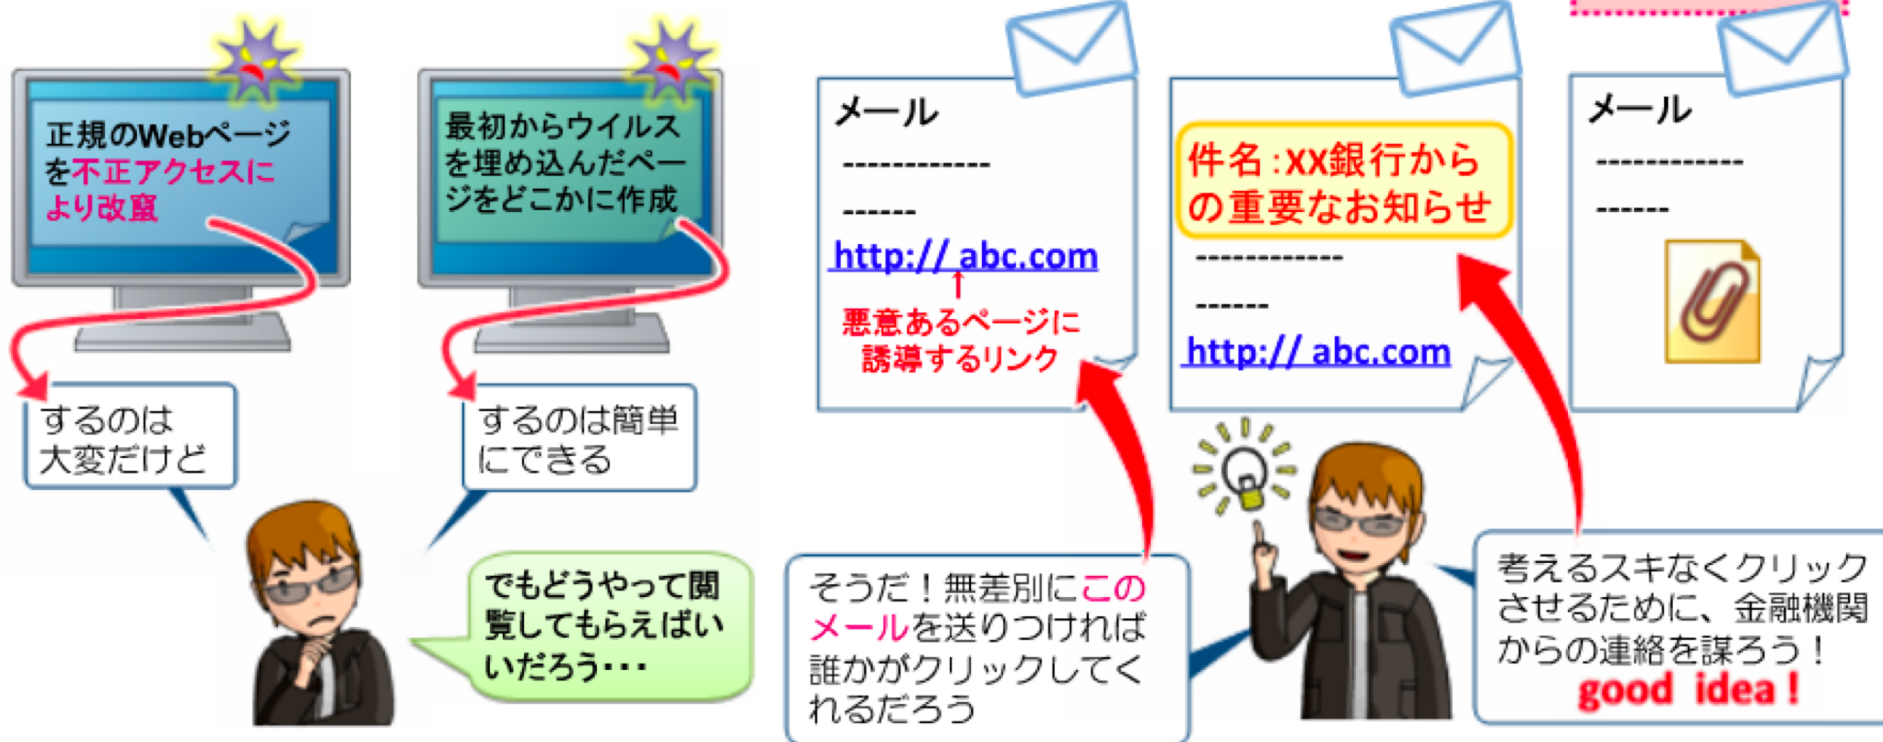 正規のWebページ
を不正アクセスに
より改竄
するのは
大変だけど
最初からウイルス
を埋め込んだペー
ジをどこかに作成
するのは簡単
にできる
でもどうやって閲
覧してもらえばい
いだろう・・・
メール
------------
------
http:// abc.com
↑
悪意あるページに
誘導するリンク
そうだ！無差別にこの
メールを送りつければ
誰かがクリックしてく
れるだろう
件名:XX銀行から
の重要なお知らせ
------------
------
http:// abc.com
考えるスキなくクリック
させるために、金融機関
からの連絡を謀ろう！
good idea！
メール
------------
------